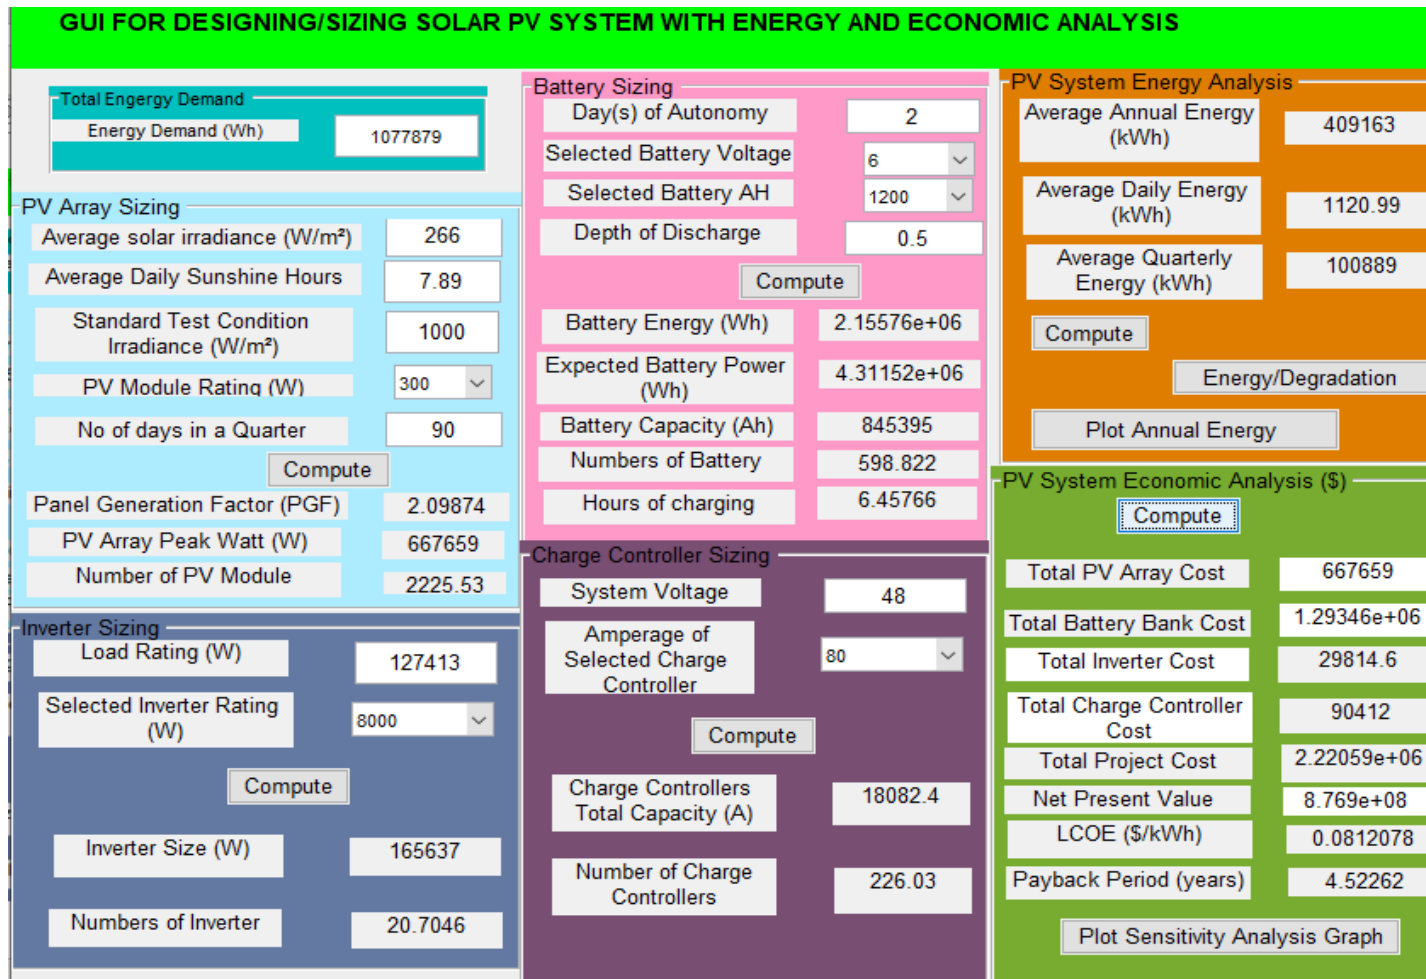 GUI FOR DESIGNING/SIZING SOLAR PV SYSTEM WITH ENERGY AND ECONOMIC ANALYSIS
Total Engergy Demand
Energy Demand (Wh)
1077879
PV Array Sizing
Average solar irradiance (W/m²)
266
Average Daily Sunshine Hours
7.89
Standard Test Condition
Irradiance (W/m²)
1000
PV Module Rating (W)
300
No of days in a Quarter
90
Compute
Panel Generation Factor (PGF)
2.09874
PV Array Peak Watt (W)
667659
Number of PV Module
2225.53
Inverter Sizing
Load Rating (W)
127413
Selected Inverter Rating
(W)
8000
Compute
Inverter Size (W)
165637
Numbers of Inverter
20.7046
Battery Sizing
Day(s) of Autonomy
2
Selected Battery Voltage
6
Selected Battery AH
1200
Depth of Discharge
0.5
Compute
Battery Energy (Wh)
2.15576e+06
Expected Battery Power
(Wh)
4.31152e+06
Battery Capacity (Ah)
845395
Numbers of Battery
598.822
Hours of charging
6.45766
Charge Controller Sizing
System Voltage
48
Amperage of
Selected Charge
Controller
80
Compute
Charge Controllers
Total Capacity (A)
18082.4
Number of Charge
Controllers
226.03
PV System Energy Analysis
Average Annual Energy
(kWh)
409163
Average Daily Energy
(kWh)
1120.99
Average Quarterly
Energy (kWh)
100889
Compute
Energy/Degradation
Plot Annual Energy
PV System Economic Analysis ($)
Compute
Total PV Array Cost
667659
Total Battery Bank Cost
1.29346e+06
Total Inverter Cost
29814.6
Total Charge Controller
Cost
90412
Total Project Cost
2.22059e+06
Net Present Value
8.769e+08
LCOE ($/kWh)
0.0812078
Payback Period (years)
4.52262
Plot Sensitivity Analysis Graph